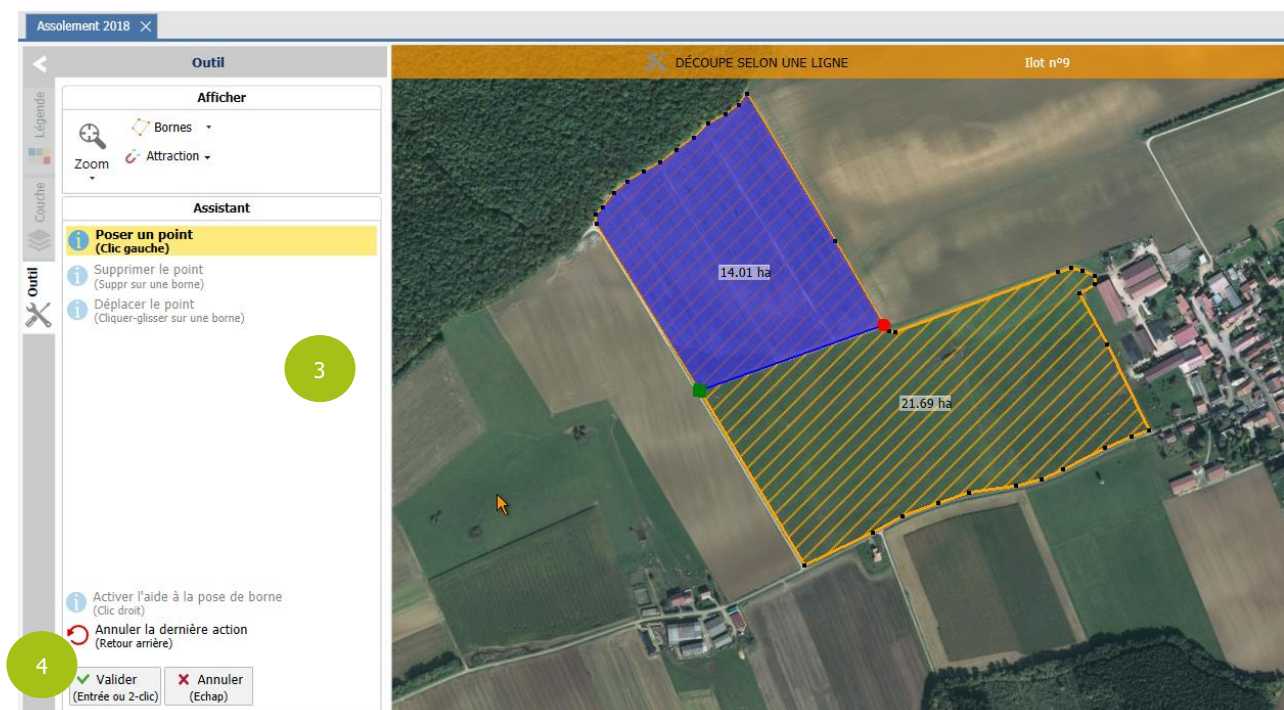 Assolement 2018
Outil
DÉCOUPE SELON UNE LIGNE
Ilot nº9
Légende
Couche
Outil
Afficher
Zoom
Bornes
Attraction
Assistant
Poser un point
(Clic gauche)
Supprimer le point
(Suppr sur une borne)
Déplacer le point
(Cliquer-glisser sur une borne)
3
14.01 ha
21.69 ha
Activer l'aide à la pose de borne
(Clic droit)
Annuler la dernière action
(Retour arrière)
4
Valider
(Entrée ou 2-clic)
Annuler
(Echap)